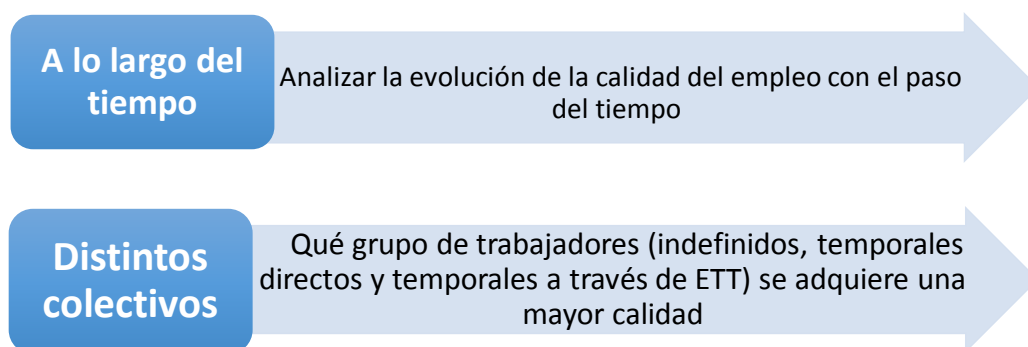 A lo largo del
tiempo
Analizar la evolución de la calidad del empleo con el paso
del tiempo
Distintos
colectivos
Qué grupo de trabajadores (indefinidos, temporales
directos y temporales a través de ETT) se adquiere una
mayor calidad